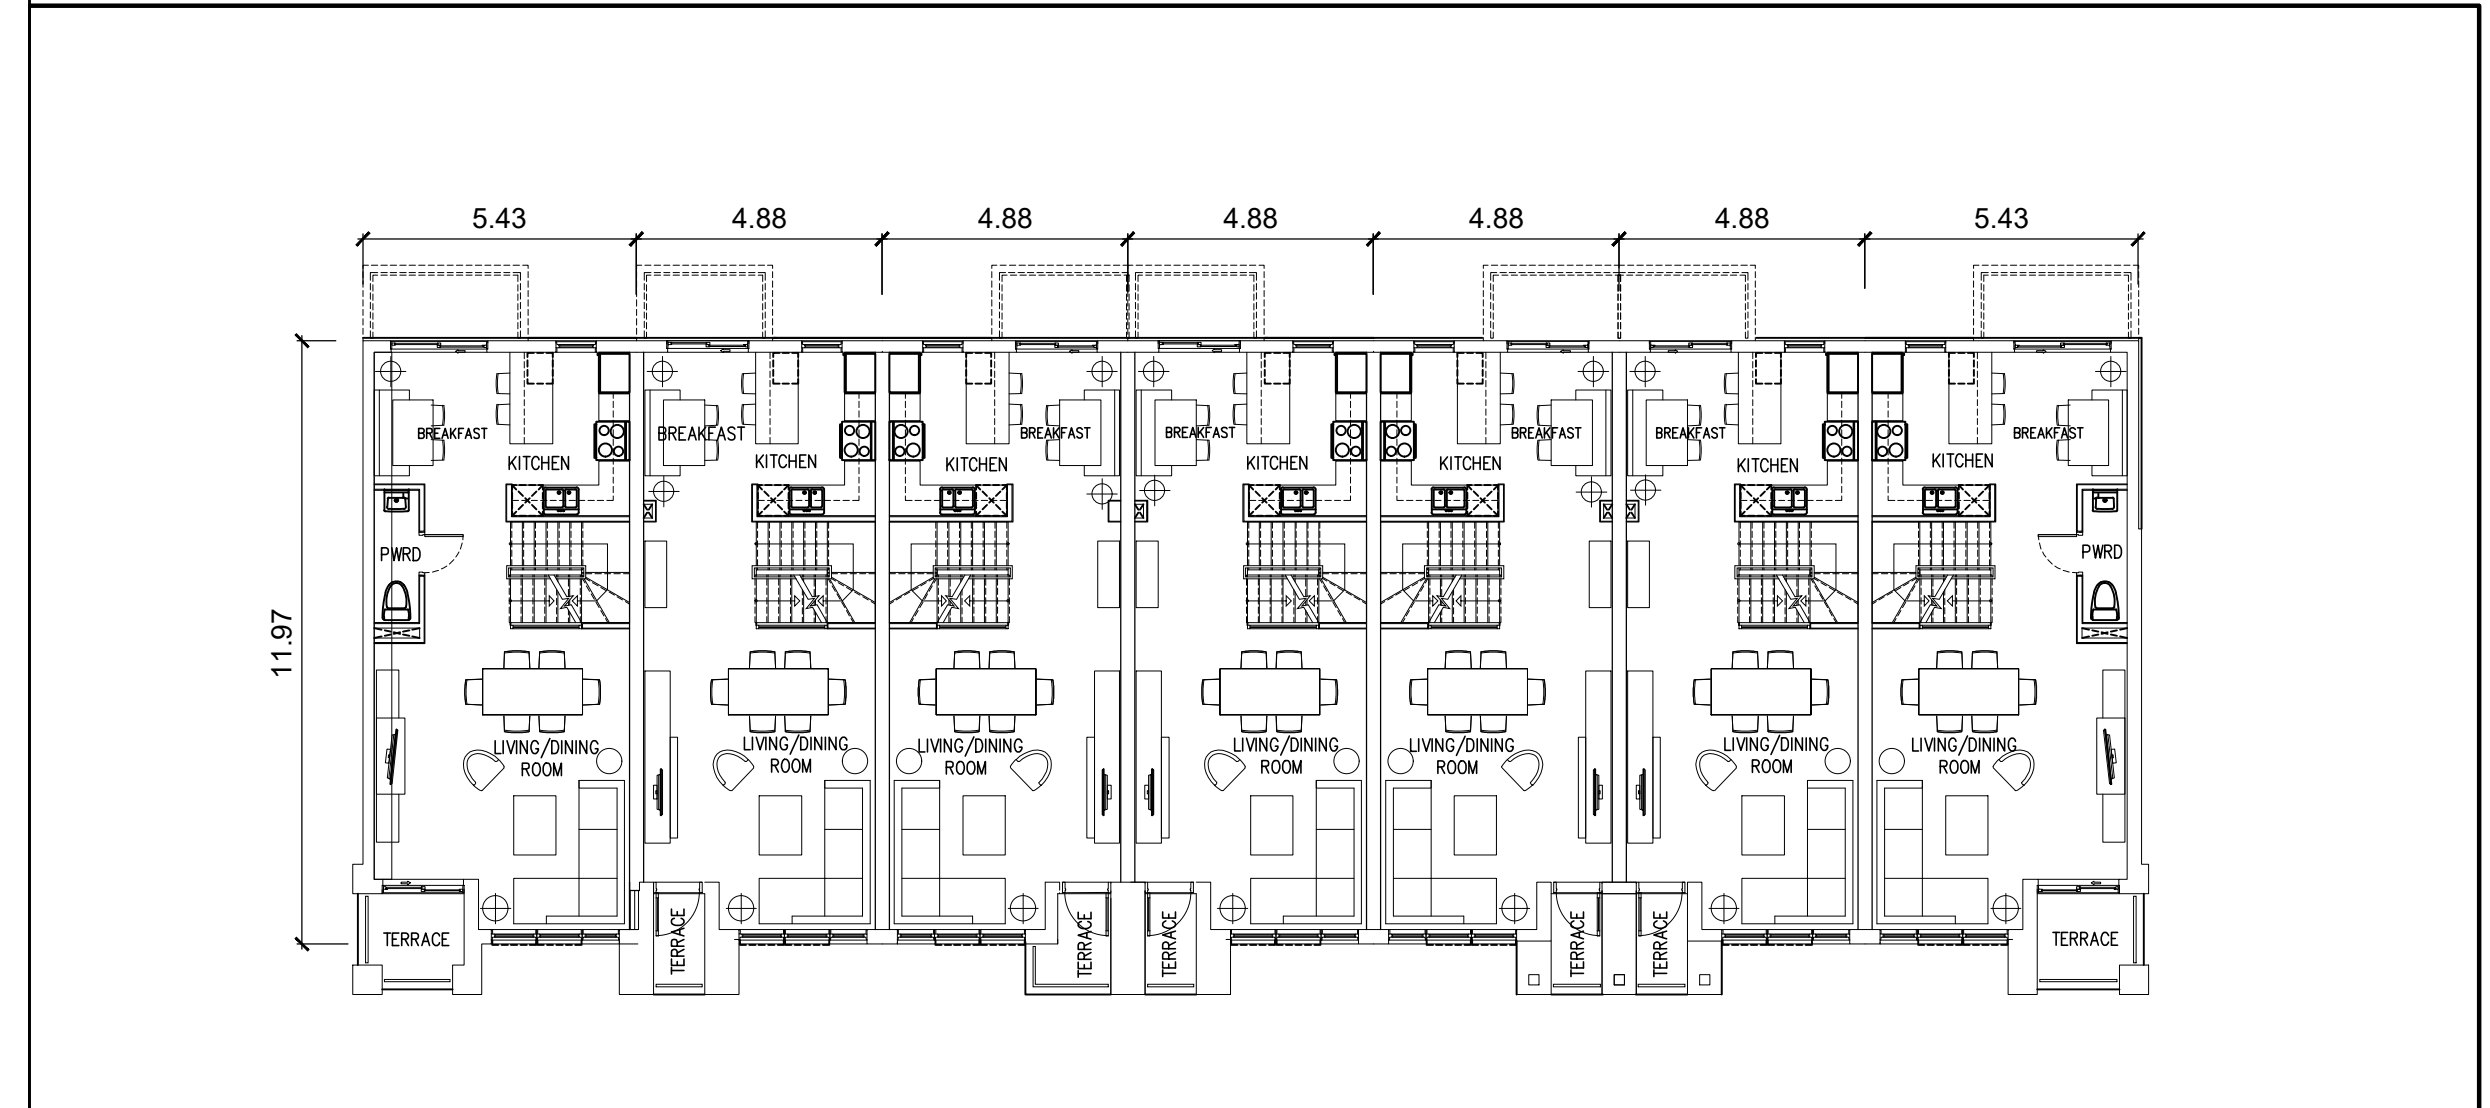 5.43
4.88
4.88
4.88
4.88
4.88
5.43
11.97
BREAKFAST
BREAKFAST
BREAKFAST
BREAKFAST
BREAKFAST
BREAKFAST
BREAKFAST
KITCHEN
KITCHEN
KITCHEN
KITCHEN
KITCHEN
KITCHEN
KITCHEN
PWRD
PWRD
LIVING/DINING
ROOM
LIVING/DINING
ROOM
LIVING/DINING
ROOM
LIVING/DINING
ROOM
LIVING/DINING
ROOM
LIVING/DINING
ROOM
LIVING/DINING
ROOM
TERRACE
TERRACE
TERRACE
TERRACE
TERRACE
TERRACE
TERRACE